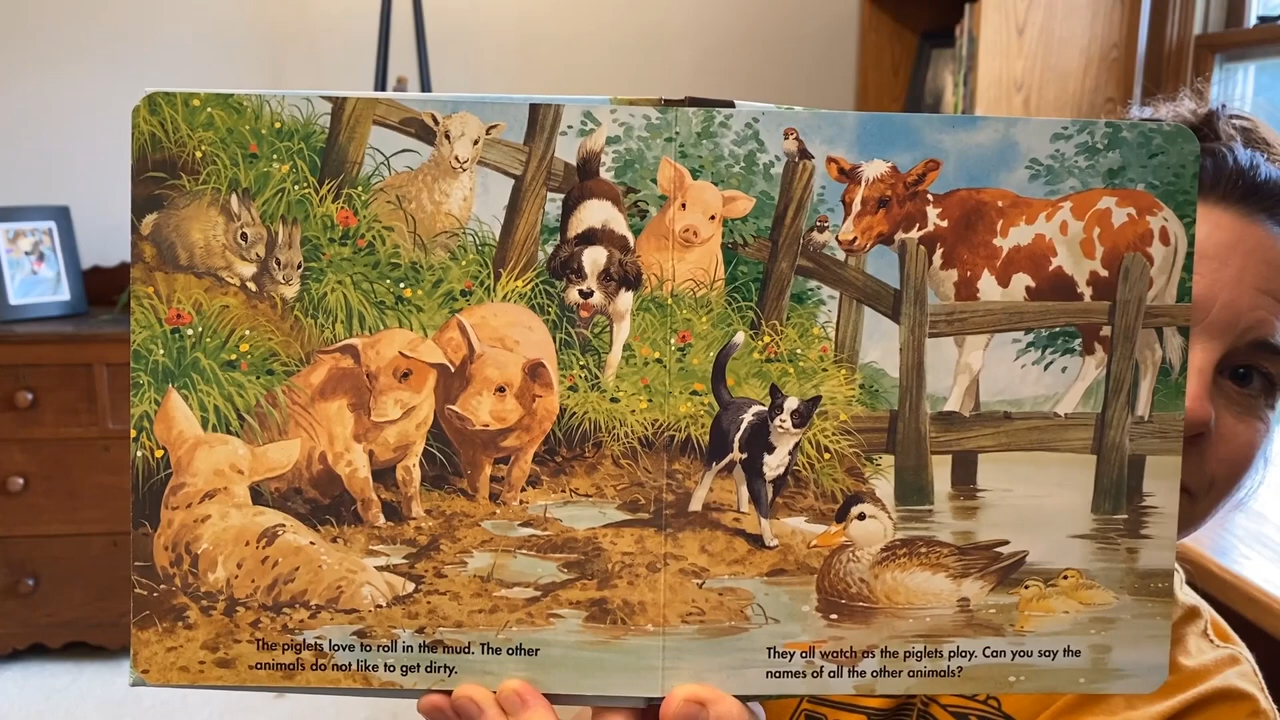 The piglets love to roll in the mud. The other
animals do not like to get dirty.
They all watch as the piglets play. Can you say the
names of all the other animals?